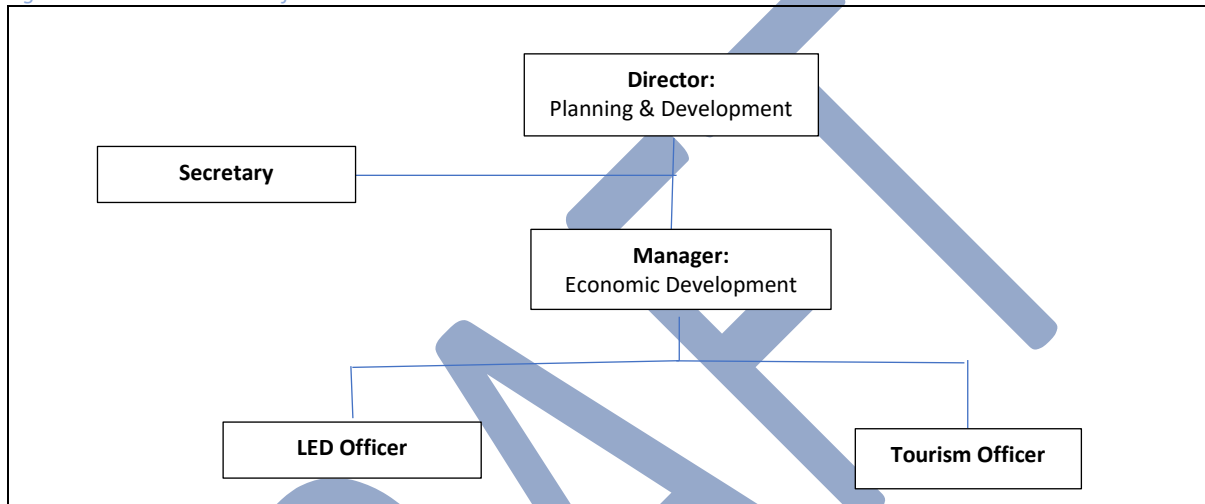 Director:
Planning & Development
Secretary
Manager:
Economic Development
LED Officer
Tourism Officer